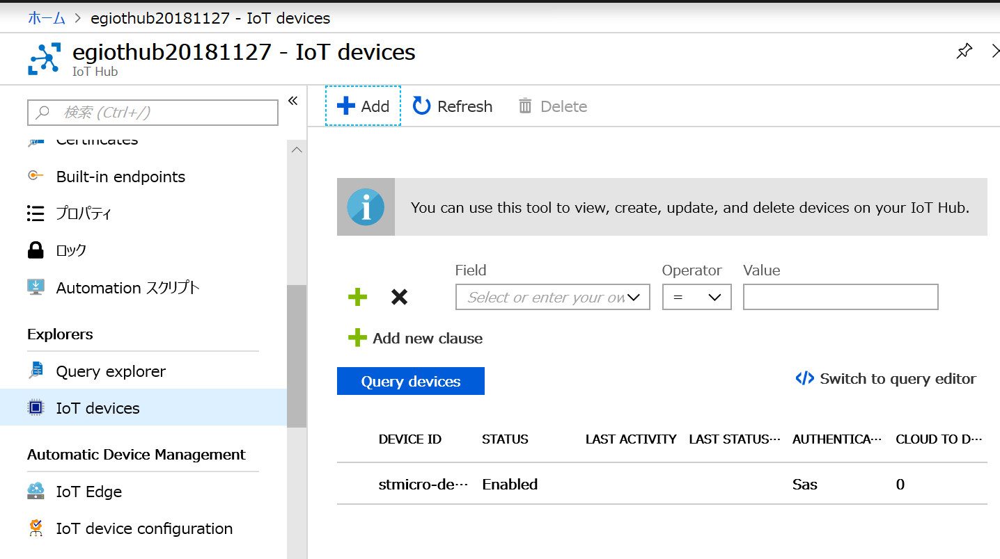 ホーム > egiothub20181127 - IoT devices
egiothub20181127 - IoT devices
IoT Hub
検索 (Ctrl+/)
«
Add
Refresh
Delete
Certificates
Built-in endpoints
プロパティ
ロック
Automation スクリプト
Explorers
Query explorer
IoT devices
Automatic Device Management
IoT Edge
IoT device configuration
You can use this tool to view, create, update, and delete devices on your IoT Hub.
Field Operator Value
Select or enter your ow =
Add new clause
Query devices
Switch to query editor
DEVICE ID STATUS LAST ACTIVITY LAST STATUS··· AUTHENTICA··· CLOUD TO D···
stmicro-de··· Enabled Sas 0